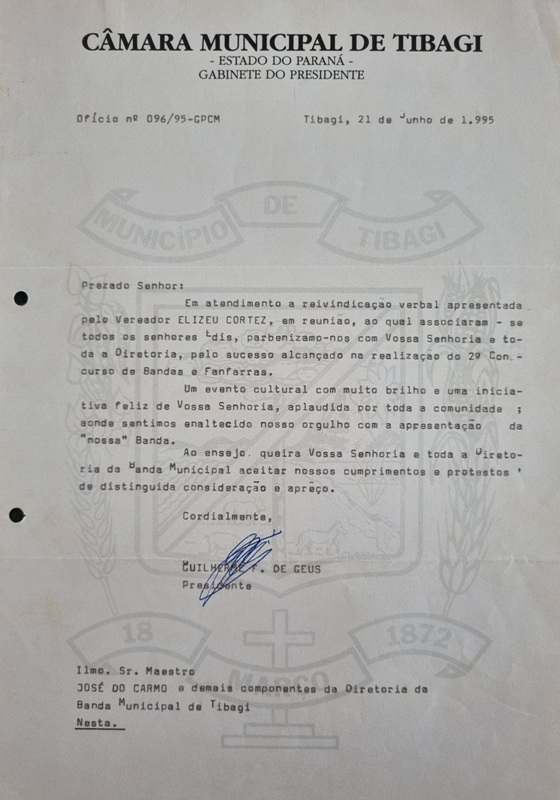 CÂMARA MUNICIPAL DE TIBAGI
- ESTADO DO PARANÁ -
GABINETE DO PRESIDENTE
Ofício nº 096/95-GPCM Tibagi, 21 de Junho de 1.995
MUNICÍPIO DE TIBAGI
Prezado Senhor:
Em atendimento a reivindicação verbal apresentada
pelo Vereador ELIZEU CORTEZ, em reunião, ao qual associaram - se
todos os senhores Edis, parbenizamo-nos com Vossa Senhoria e to-
da a Diretoria, pelo sucesso alcançado na realização do 2º Con.-
curso de Bandas e Fanfarras.
Um evento cultural com muito brilho e uma inicia-
tiva feliz de Vossa Senhoria, aplaudida por toda a comunidade ;
aonde santimos enaltecido nosso orgulho com a apresentação da
"nossa" Banda.
Ao ensejo queira Vossa Senhoria e toda a Direto-
ria da Banda Municipal aceitar nossos cumprimentos e protestos '
de distinguida consideração e apreço.
Cordialmente,
GUILHERME F. DE GEUS
Presidente
18 MARÇO 1872
Ilmo. Sr. Maestro
JOSÉ DO CARMO e demais componentes da Diretoria da
Banda Municipal de Tibagi
Nesta.